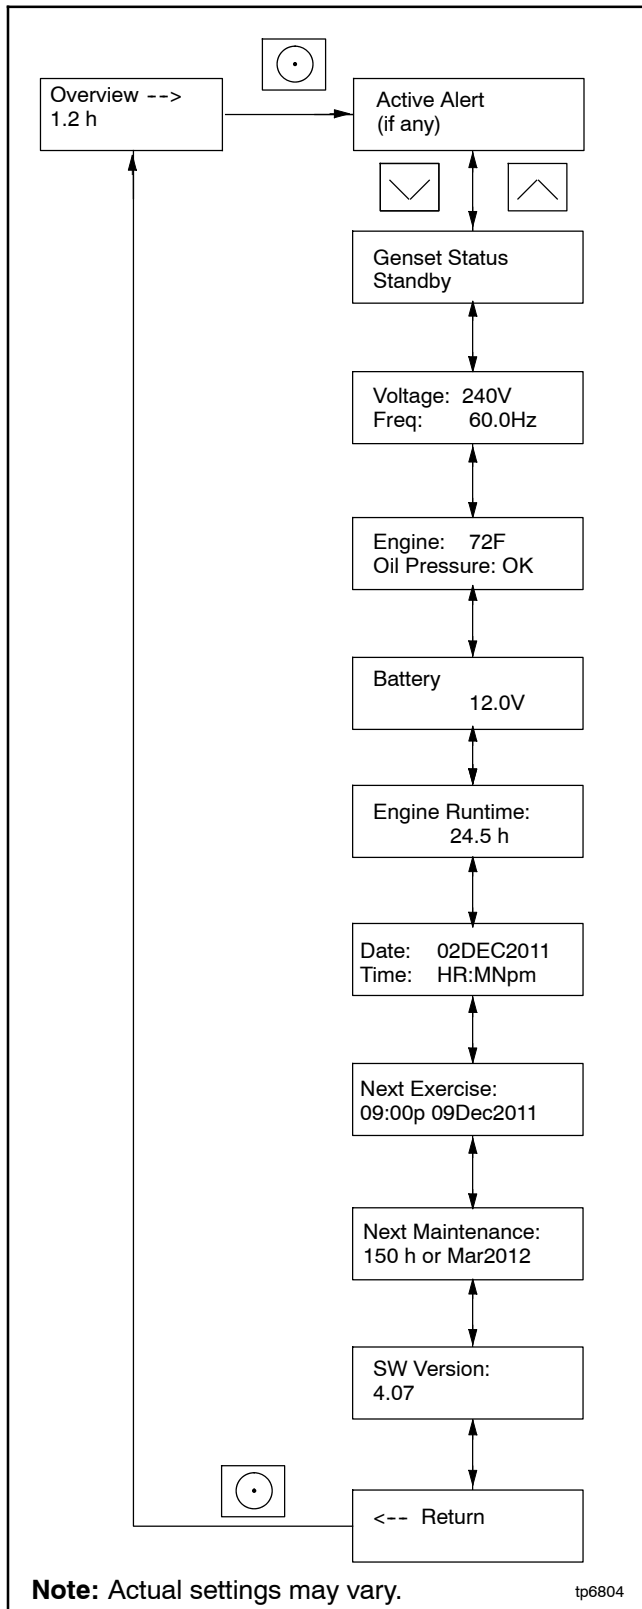 Overview -->
1.2 h
Active Alert
(if any)
Genset Status
Standby
Voltage: 240V
Freq: 60.0Hz
Engine: 72F
Oil Pressure: OK
Battery
12.0V
Engine Runtime:
24.5 h
Date: 02DEC2011
Time: HR:MNpm
Next Exercise:
09:00p 09Dec2011
Next Maintenance:
150 h or Mar2012
SW Version:
4.07
<-- Return
Note: Actual settings may vary.
tp6804